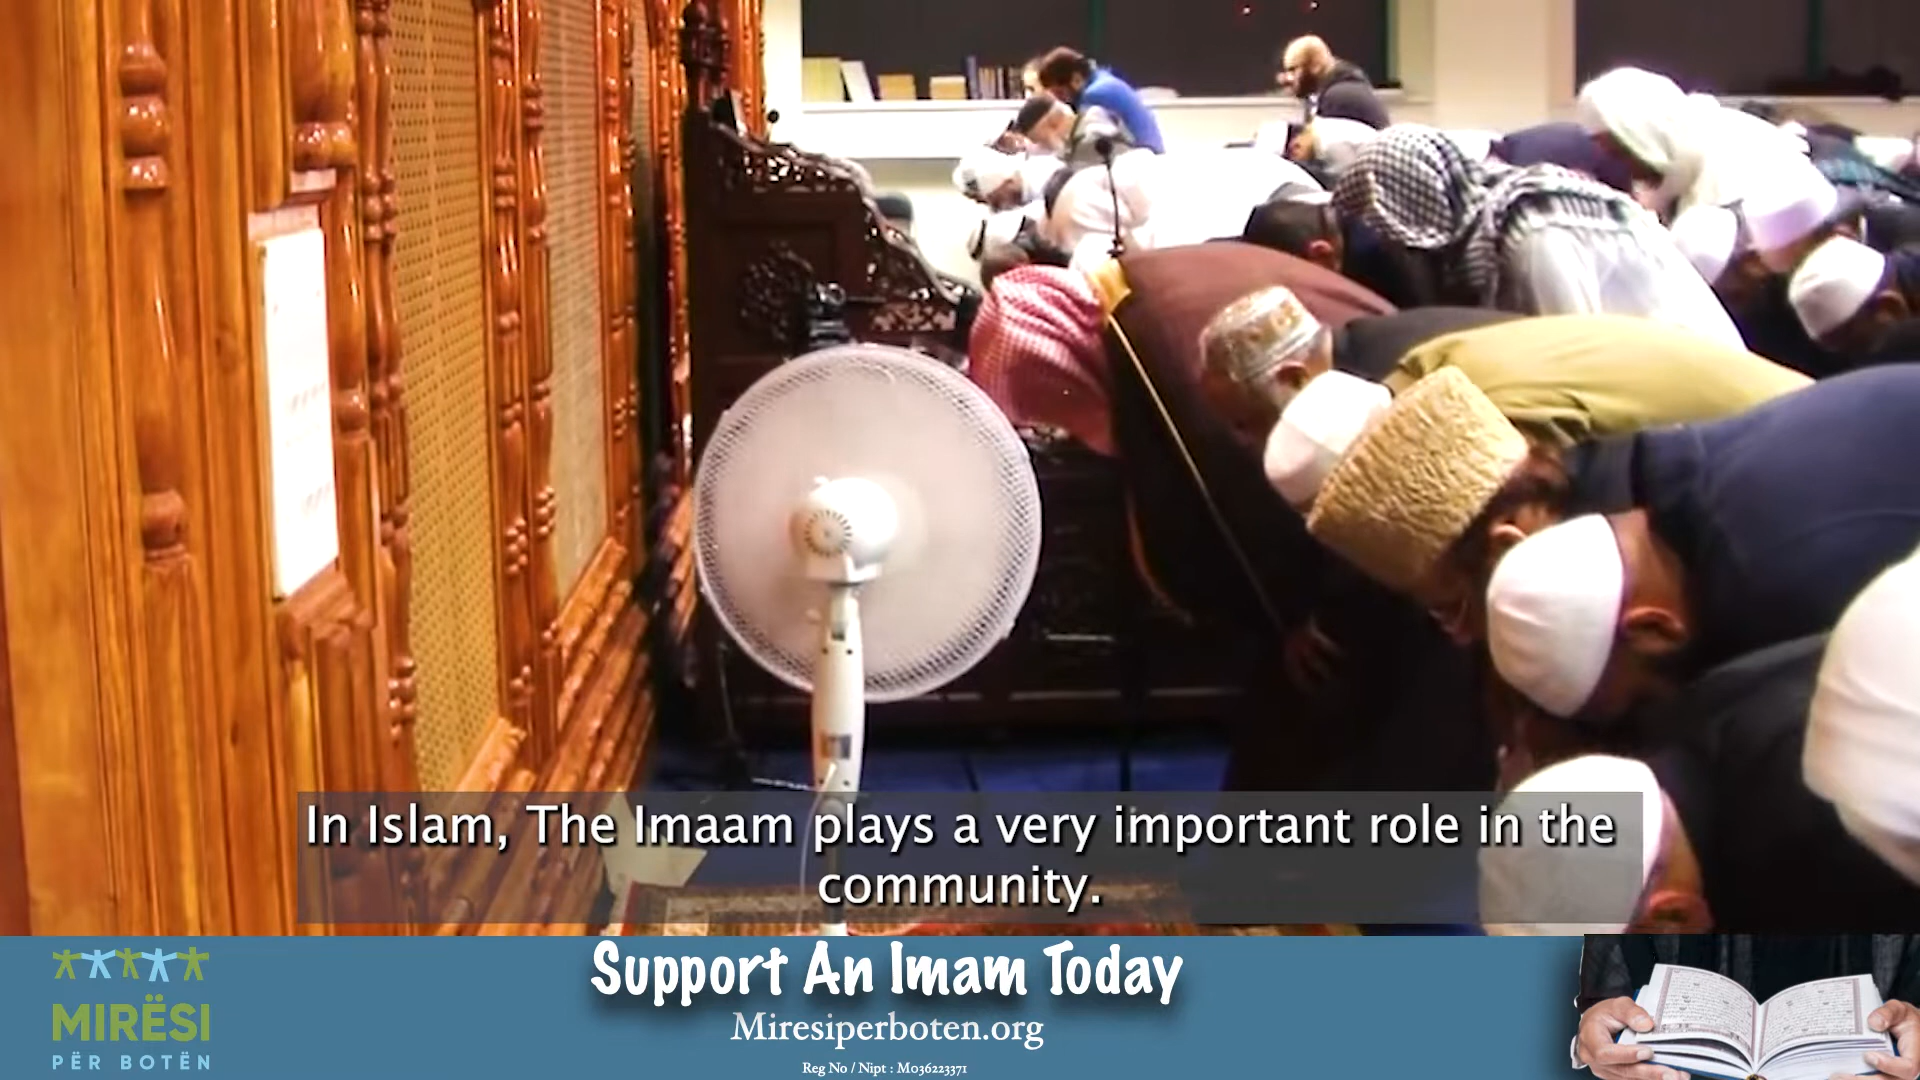 In Islam, The Imaam plays a very important role in the
community.
Support An Imam Today
MIRËSI
PËR BOTËN
Miresiperboten.org
Reg No / Nipt : M03622337I